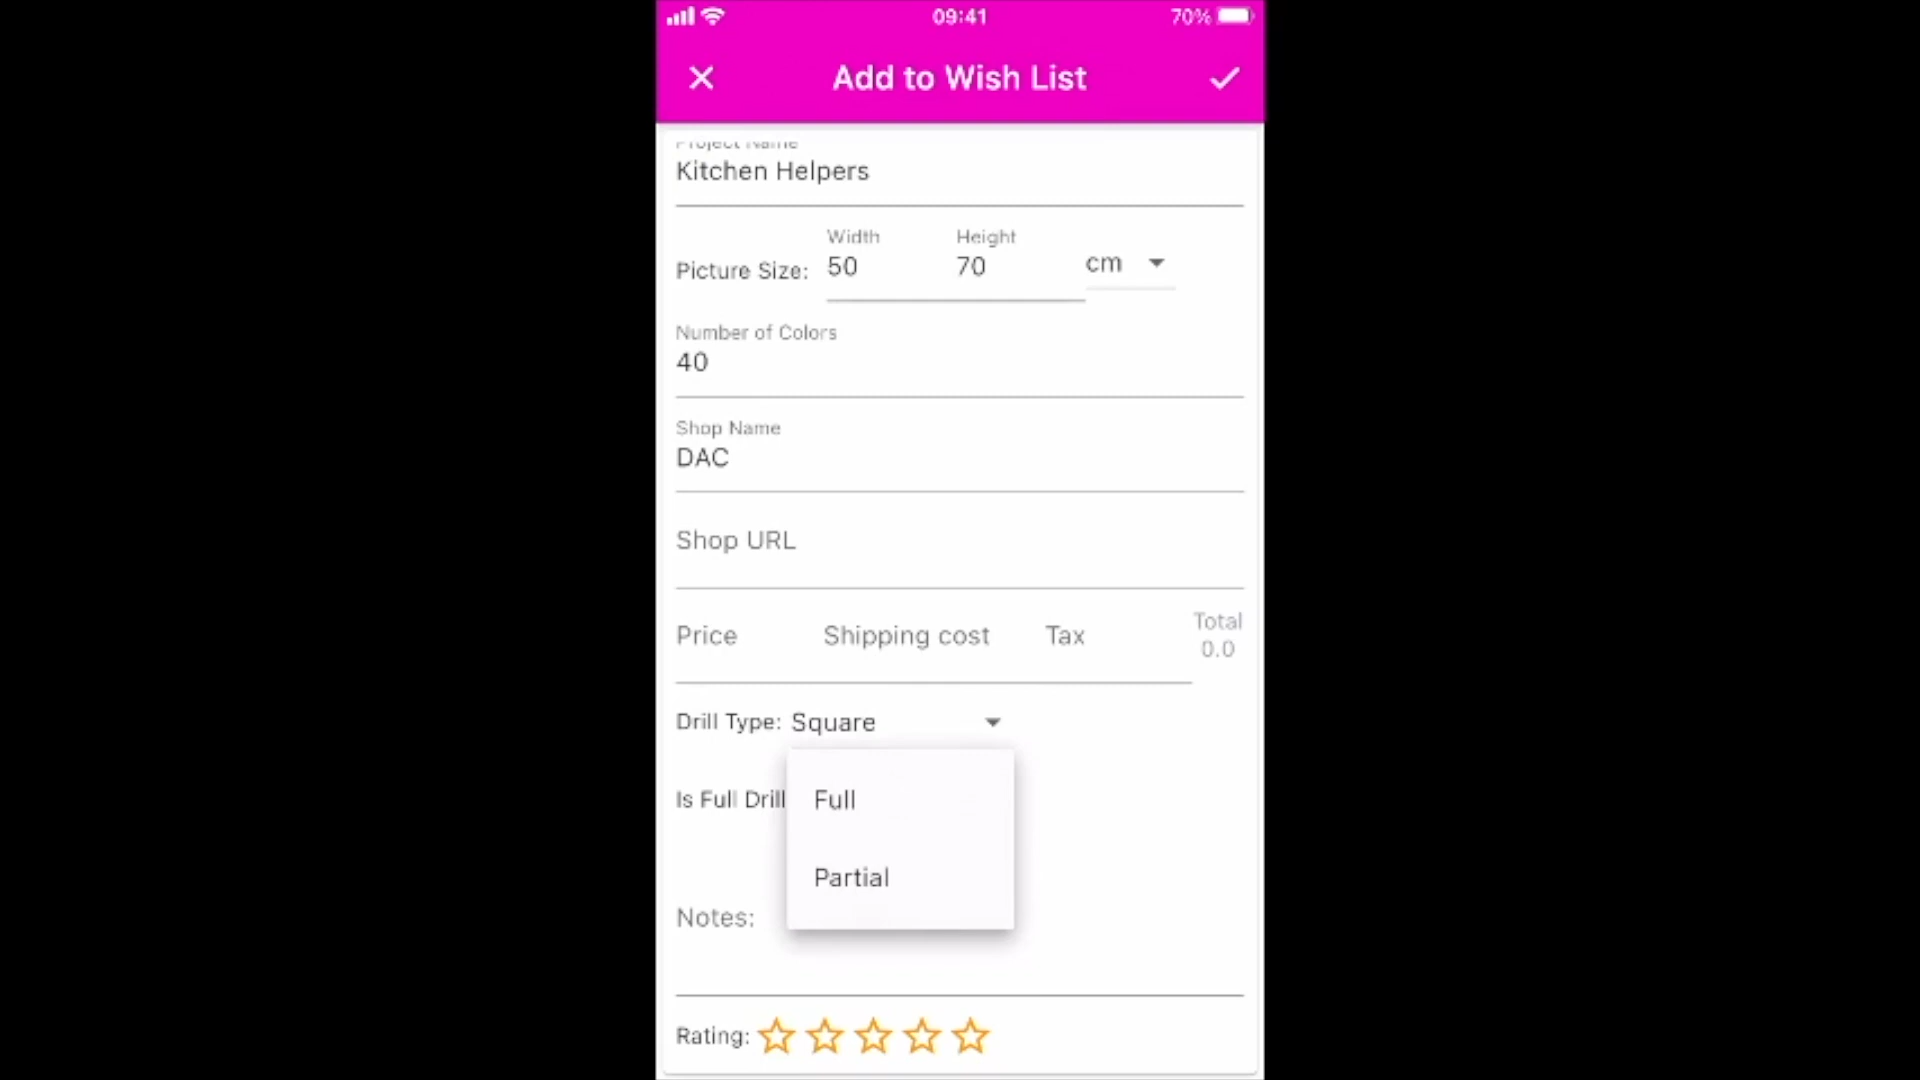 09:41
70%
Add to Wish List
Project Name
Kitchen Helpers
Width Height
Picture Size: 50 70 cm
Number of Colors
40
Shop Name
DAC
Shop URL
Price Shipping cost Tax Total
0.0
Drill Type: Square
Is Full Drill
Full
Partial
Notes:
Rating: